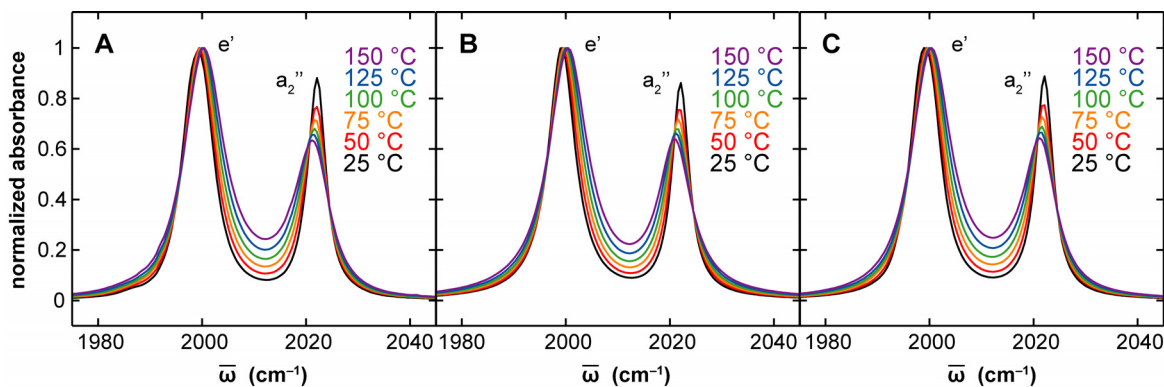 normalized absorbance
1
0.8
0.6
0.4
0.2
0
A
e’
a₂’’
150 °C
125 °C
100 °C
75 °C
50 °C
25 °C
1980 2000 2020 2040
ω̅ (cm⁻¹)
B
e’
a₂’’
150 °C
125 °C
100 °C
75 °C
50 °C
25 °C
1980 2000 2020 2040
ω̅ (cm⁻¹)
C
e’
a₂’’
150 °C
125 °C
100 °C
75 °C
50 °C
25 °C
1980 2000 2020 2040
ω̅ (cm⁻¹)